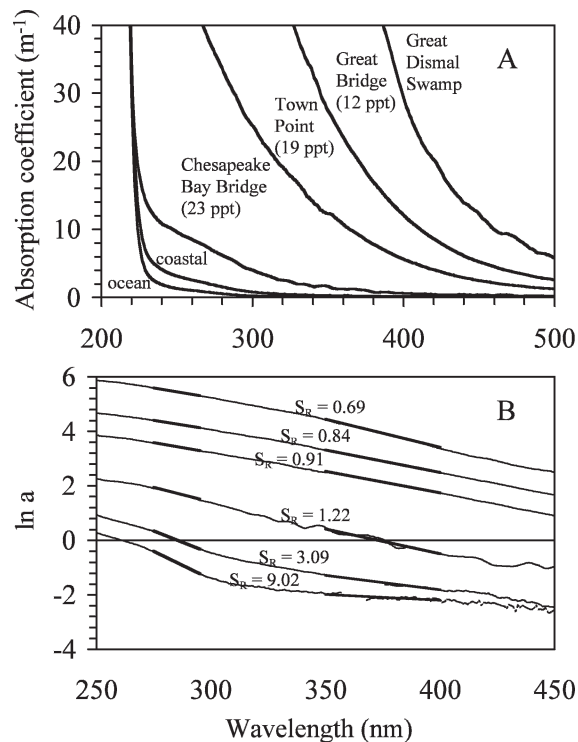 40
30
20
10
0
Absorption coefficient (m⁻¹)
A
Great
Dismal
Swamp
Great
Bridge
(12 ppt)
Town
Point
(19 ppt)
Chesapeake
Bay Bridge
(23 ppt)
coastal
ocean
200 300 400 500
6
4
2
0
-2
-4
ln a
B
S_R = 0.69
S_R = 0.84
S_R = 0.91
S_R = 1.22
S_R = 3.09
S_R = 9.02
250 300 350 400 450
Wavelength (nm)